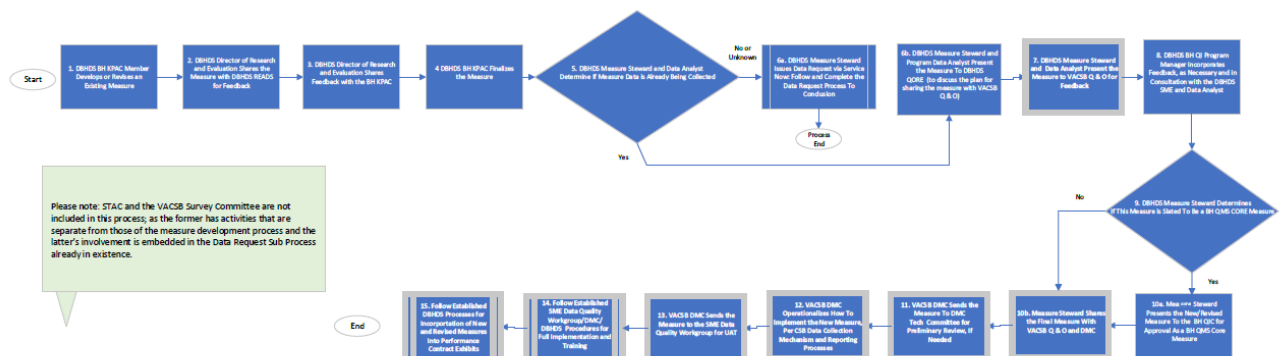 Start
1. DBHDS BH KPAC Member
Develops or Revises an
Existing Measure
2. DBHDS Director of Research
and Evaluation Shares the
Measure with DBHDS READS
for Feedback
3. DBHDS Director of Research
and Evaluation Shares
Feedback with the BH KPAC
4 DBHDS BH KPAC Finalizes
the Measure
5. DBHDS Measure Steward and Data Analyst
Determine if Measure Data is Already Being Collected
No or
Unknown
Yes
6a. DBHDS Measure Steward
Issues Data Request via Service
Now: Follow and Complete the
Data Request Process To
Conclusion
Process
End
6b. DBHDS Measure Steward and
Program Data Analyst Present
the Measure To DBHDS
QORE (to discuss the plan for
sharing the measure with VACSB
Q & O)
7. DBHDS Measure Steward
and Data Analyst Present the
Measure to VACSB Q & O for
Feedback
8. DBHDS BH QI Program
Manager Incorporates
Feedback, as Necessary and In
Consultation with the DBHDS
SME and Data Analyst
9. DBHDS Measure Steward Determines
If This Measure is Slated To Be a BH QMS CORE Measure
No
Yes
10a. Measure Steward
Presents the New/Revised
Measure To the BH QIC for
Approval As a BH QMS Core
Measure
10b. Measure Steward Shares
the Final Measure With
VACSB Q & O and DMC
11. VACSB DMC Sends the
Measure To DMC
Tech Committee for
Preliminary Review, If
Needed
12. VACSB DMC
Operationalizes How To
Implement the New Measure,
Per CSB Data Collection
Mechanism and Reporting
Processes
13. VACSB DMC Sends the
Measure to the SME Data
Quality Workgroup for UAT
14. Follow Established
SME Data Quality
Workgroup/DMC/
DBHDS Procedures for
Full Implementation and
Training
15. Follow Established
DBHDS Processes for
Incorportation of New
and Revised Measures
Into Performance
Contract Exhibits
End
Please note: STAC and the VACSB Survey Committee are not
included in this process; as the former has activities that are
separate from those of the measure development process and the
latter's involvement is embedded in the Data Request Sub Process
already in existence.